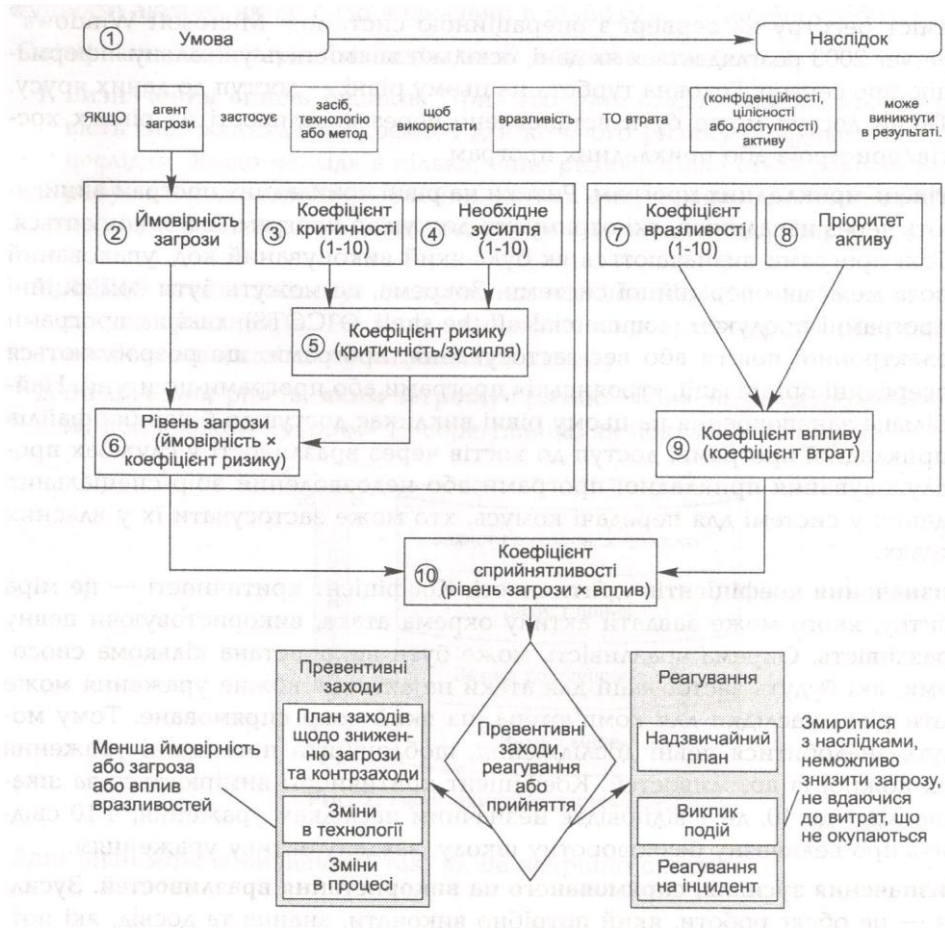 1 Умова
Наслідок
ЯКЩО
агент
загрози
застосує
засіб,
технологію
або метод
щоб
використати
вразливість
ТО втрата
(конфіденційності,
цілісності
або доступності)
активу
може
виникнути
в результаті.
2 Ймовірність
загрози
3 Коефіцієнт
критичності
(1-10)
4 Необхідне
зусилля
(1-10)
7 Коефіцієнт
вразливості
(1-10)
8 Пріоритет
активу
5 Коефіцієнт ризику
(критичність/зусилля)
6 Рівень загрози
(ймовірність ×
коефіцієнт ризику)
9 Коефіцієнт впливу
(коефіцієнт втрат)
10 Коефіцієнт
сприйнятливості
(рівень загрози × вплив)
Превентивні
заходи
План заходів
щодо знижен-
ню загрози
та контрзаходи
Зміни
в технології
Зміни
в процесі
Менша ймовірність
або загроза
або вплив
вразливостей
Превентивні
заходи,
реагування
або
прийняття
Реагування
Надзвичайний
план
Виклик
подій
Реагування
на інцидент
Змиритися
з наслідками,
неможливо
знизити загрозу,
не вдаючися
до витрат, що
не окупаються